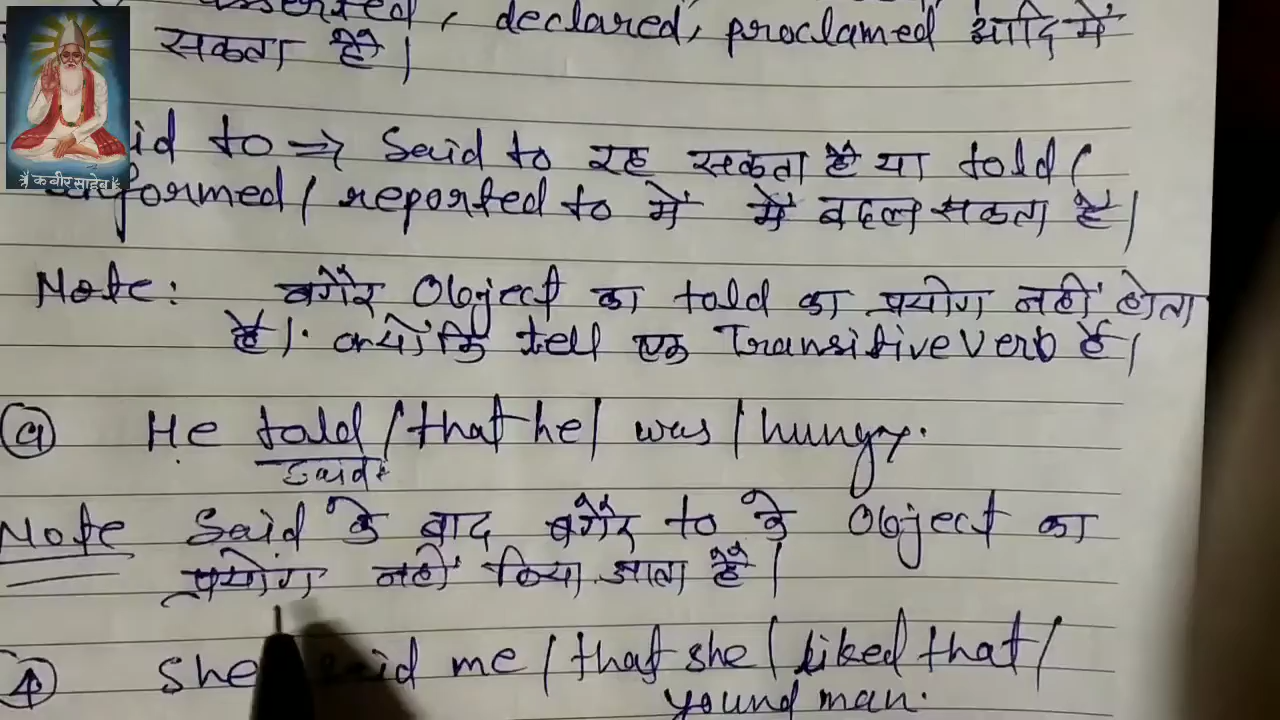 asserted, declared, proclamed आदि में
सकता है।
id to ⇒ Said to रह सकता है या told (
informed / reported to में में बदल सकता है।
Note: बगैर Object का told का प्रयोग नहीं होता
है।. क्योंकि tell एक Transitive verb है।
a He told / that he / was / hungry.
said
Note Said के बाद बगैर to के Object का
प्रयोग नहीं किया जाता है।
She said me / that she / liked that /
yound man.
कबीर साहेब